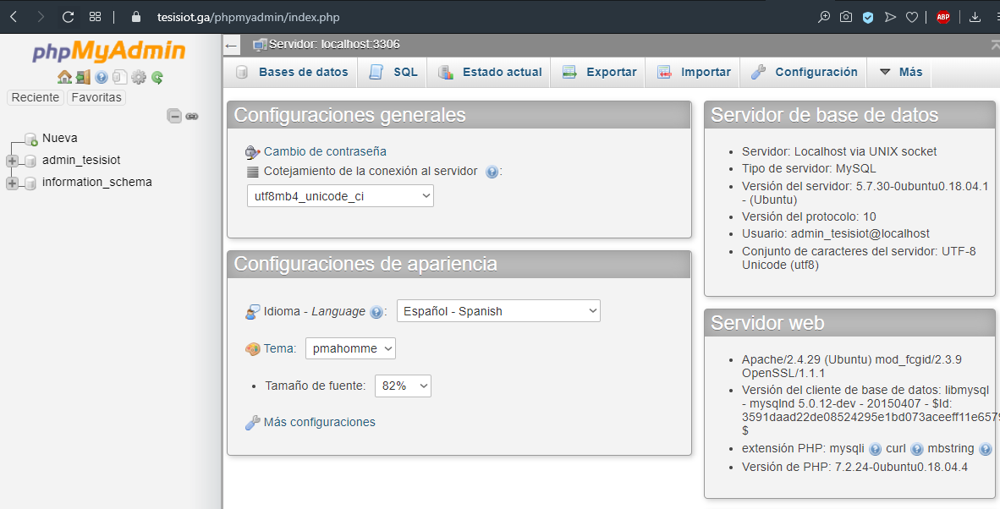 tesisiot.ga/phpmyadmin/index.php
ABP
phpMyAdmin
Reciente Favoritas
Nueva
admin_tesisiot
information_schema
Servidor: localhost:3306
Bases de datos SQL Estado actual Exportar Importar Configuración Más
Configuraciones generales
Cambio de contraseña
Cotejamiento de la conexión al servidor :
utf8mb4_unicode_ci
Configuraciones de apariencia
Idioma - Language :
Español - Spanish
Tema: pmahomme
Tamaño de fuente: 82%
Más configuraciones
Servidor de base de datos
Servidor: Localhost via UNIX socket
Tipo de servidor: MySQL
Versión del servidor: 5.7.30-0ubuntu0.18.04.1
- (Ubuntu)
Versión del protocolo: 10
Usuario: admin_tesisiot@localhost
Conjunto de caracteres del servidor: UTF-8
Unicode (utf8)
Servidor web
Apache/2.4.29 (Ubuntu) mod_fcgid/2.3.9
OpenSSL/1.1.1
Versión del cliente de base de datos: libmysql
- mysqlnd 5.0.12-dev - 20150407 - $Id:
3591daad22de08524295e1bd073aceeff11e6579
$
extensión PHP: mysqli curl mbstring
Versión de PHP: 7.2.24-0ubuntu0.18.04.4